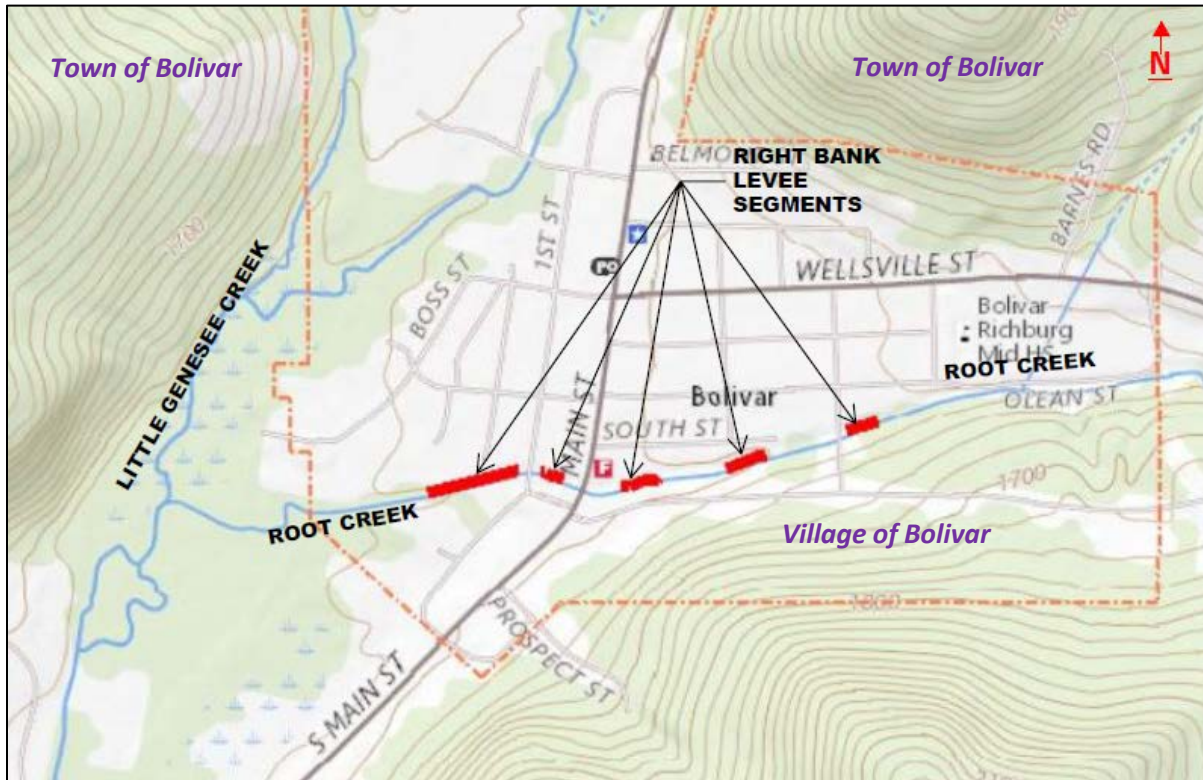 Town of Bolivar
Town of Bolivar
N
1700
BELMO
RIGHT BANK
LEVEE
SEGMENTS
1ST ST
BARNES RD
PO
WELLSVILLE ST
BOSS ST
LITTLE GENESEE CREEK
Bolivar
Richburg
Mid HS
ROOT CREEK
OLEAN ST
MAIN ST
Bolivar
SOUTH ST
F
1700
ROOT CREEK
Village of Bolivar
1800
PROSPECT ST
S MAIN ST